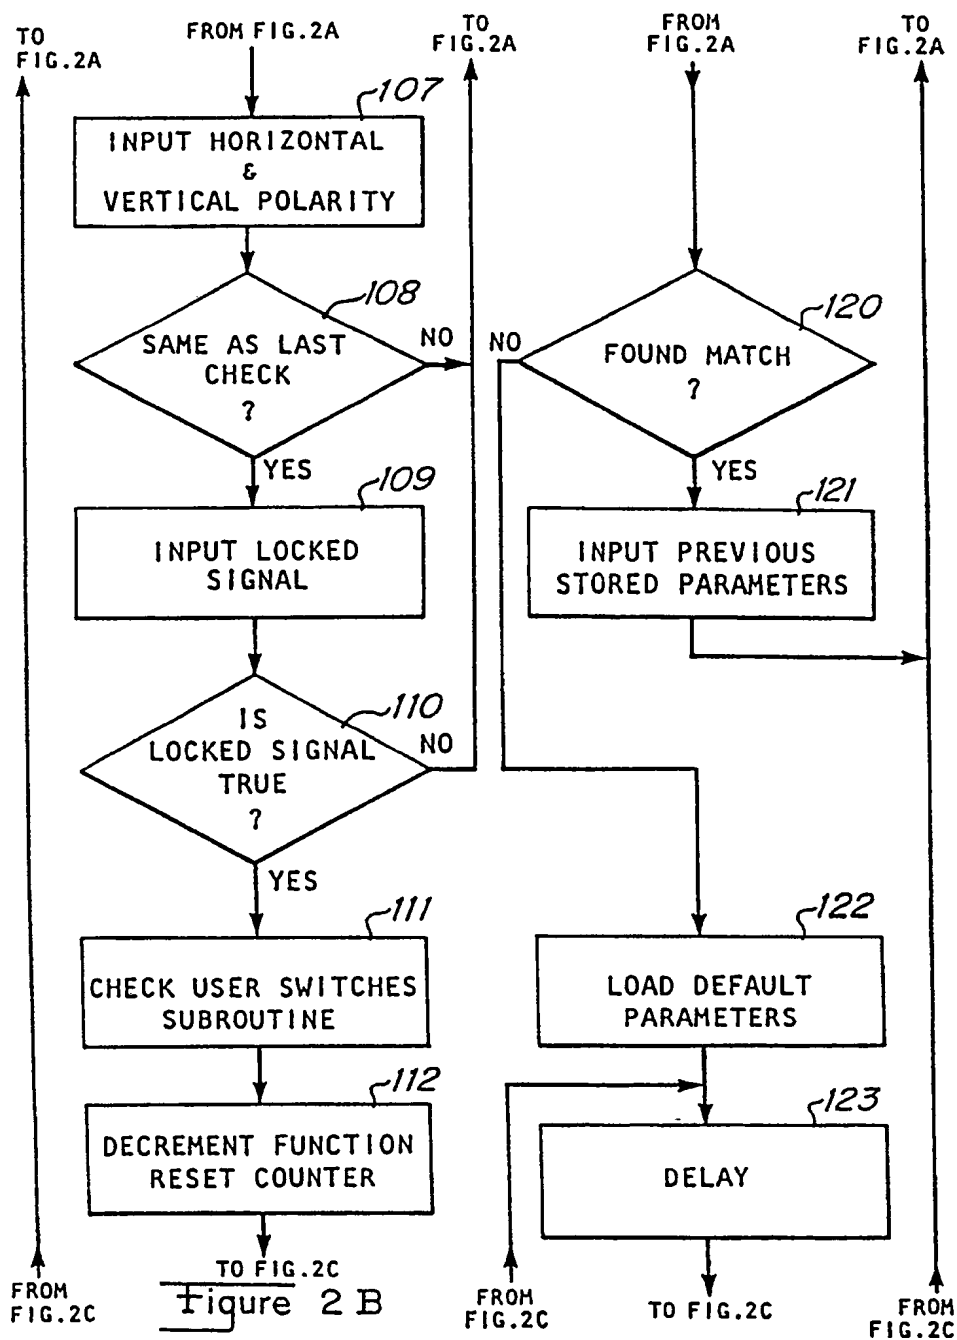 TO
FIG.2A
FROM FIG.2A
TO
FIG.2A
FROM
FIG.2A
TO
FIG.2A
107
INPUT HORIZONTAL
&
VERTICAL POLARITY
108
SAME AS LAST
CHECK
?
NO
YES
109
INPUT LOCKED
SIGNAL
110
IS
LOCKED SIGNAL
TRUE
?
NO
YES
111
CHECK USER SWITCHES
SUBROUTINE
112
DECREMENT FUNCTION
RESET COUNTER
TO FIG.2C
120
FOUND MATCH
?
NO
YES
121
INPUT PREVIOUS
STORED PARAMETERS
122
LOAD DEFAULT
PARAMETERS
123
DELAY
TO FIG.2C
FROM
FIG.2C
FROM
FIG.2C
FROM
FIG.2C
Figure 2B